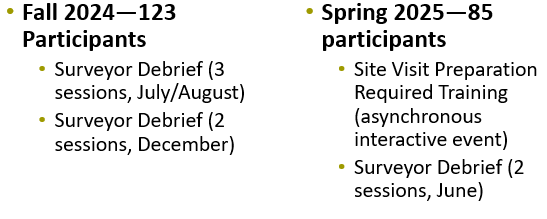 • Fall 2024—123
Participants
• Surveyor Debrief (3
sessions, July/August)
• Surveyor Debrief (2
sessions, December)
• Spring 2025—85
participants
• Site Visit Preparation
Required Training
(asynchronous
interactive event)
• Surveyor Debrief (2
sessions, June)